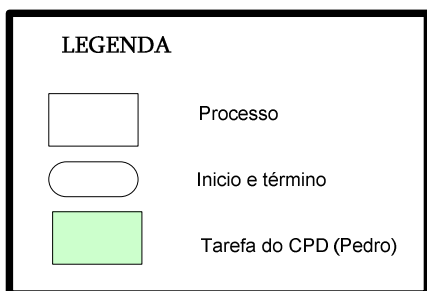 LEGENDA
Processo
Inicio e término
Tarefa do CPD (Pedro)